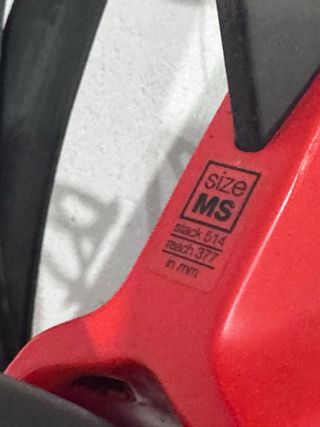 size
MS
stack 514
reach 377
in mm